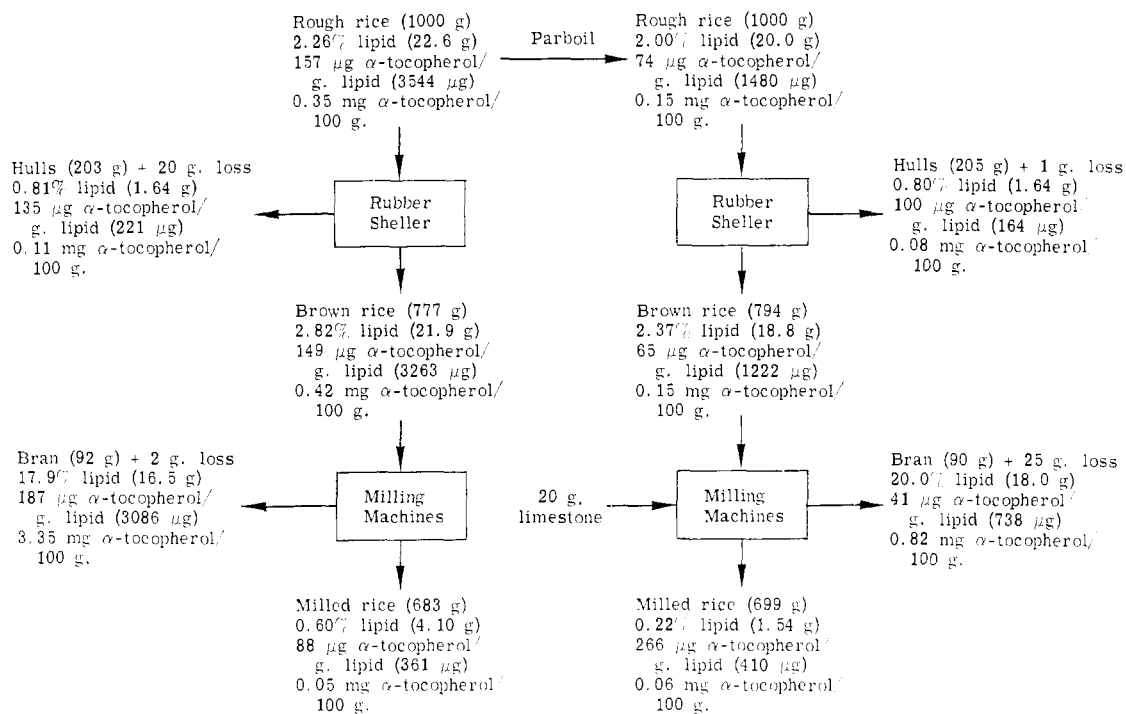 Rough rice (1000 g)
2.26% lipid (22.6 g)
157 μg α-tocopherol/
g. lipid (3544 μg)
0.35 mg α-tocopherol/
100 g.
Parboil
Rough rice (1000 g)
2.00% lipid (20.0 g)
74 μg α-tocopherol/
g. lipid (1480 μg)
0.15 mg α-tocopherol/
100 g.
Hulls (203 g) + 20 g. loss
0.81% lipid (1.64 g)
135 μg α-tocopherol/
g. lipid (221 μg)
0.11 mg α-tocopherol/
100 g.
Rubber
Sheller
Rubber
Sheller
Hulls (205 g) + 1 g. loss
0.80% lipid (1.64 g)
100 μg α-tocopherol/
g. lipid (164 μg)
0.08 mg α-tocopherol/
100 g.
Brown rice (777 g)
2.82% lipid (21.9 g)
149 μg α-tocopherol/
g. lipid (3263 μg)
0.42 mg α-tocopherol/
100 g.
Brown rice (794 g)
2.37% lipid (18.8 g)
65 μg α-tocopherol/
g. lipid (1222 μg)
0.15 mg α-tocopherol/
100 g.
Bran (92 g) + 2 g. loss
17.9% lipid (16.5 g)
187 μg α-tocopherol/
g. lipid (3086 μg)
3.35 mg α-tocopherol/
100 g.
Milling
Machines
20 g.
limestone
Milling
Machines
Bran (90 g) + 25 g. loss
20.0% lipid (18.0 g)
41 μg α-tocopherol/
g. lipid (738 μg)
0.82 mg α-tocopherol/
100 g.
Milled rice (683 g)
0.60% lipid (4.10 g)
88 μg α-tocopherol/
g. lipid (361 μg)
0.05 mg α-tocopherol/
100 g.
Milled rice (699 g)
0.22% lipid (1.54 g)
266 μg α-tocopherol/
g. lipid (410 μg)
0.06 mg α-tocopherol/
100 g.